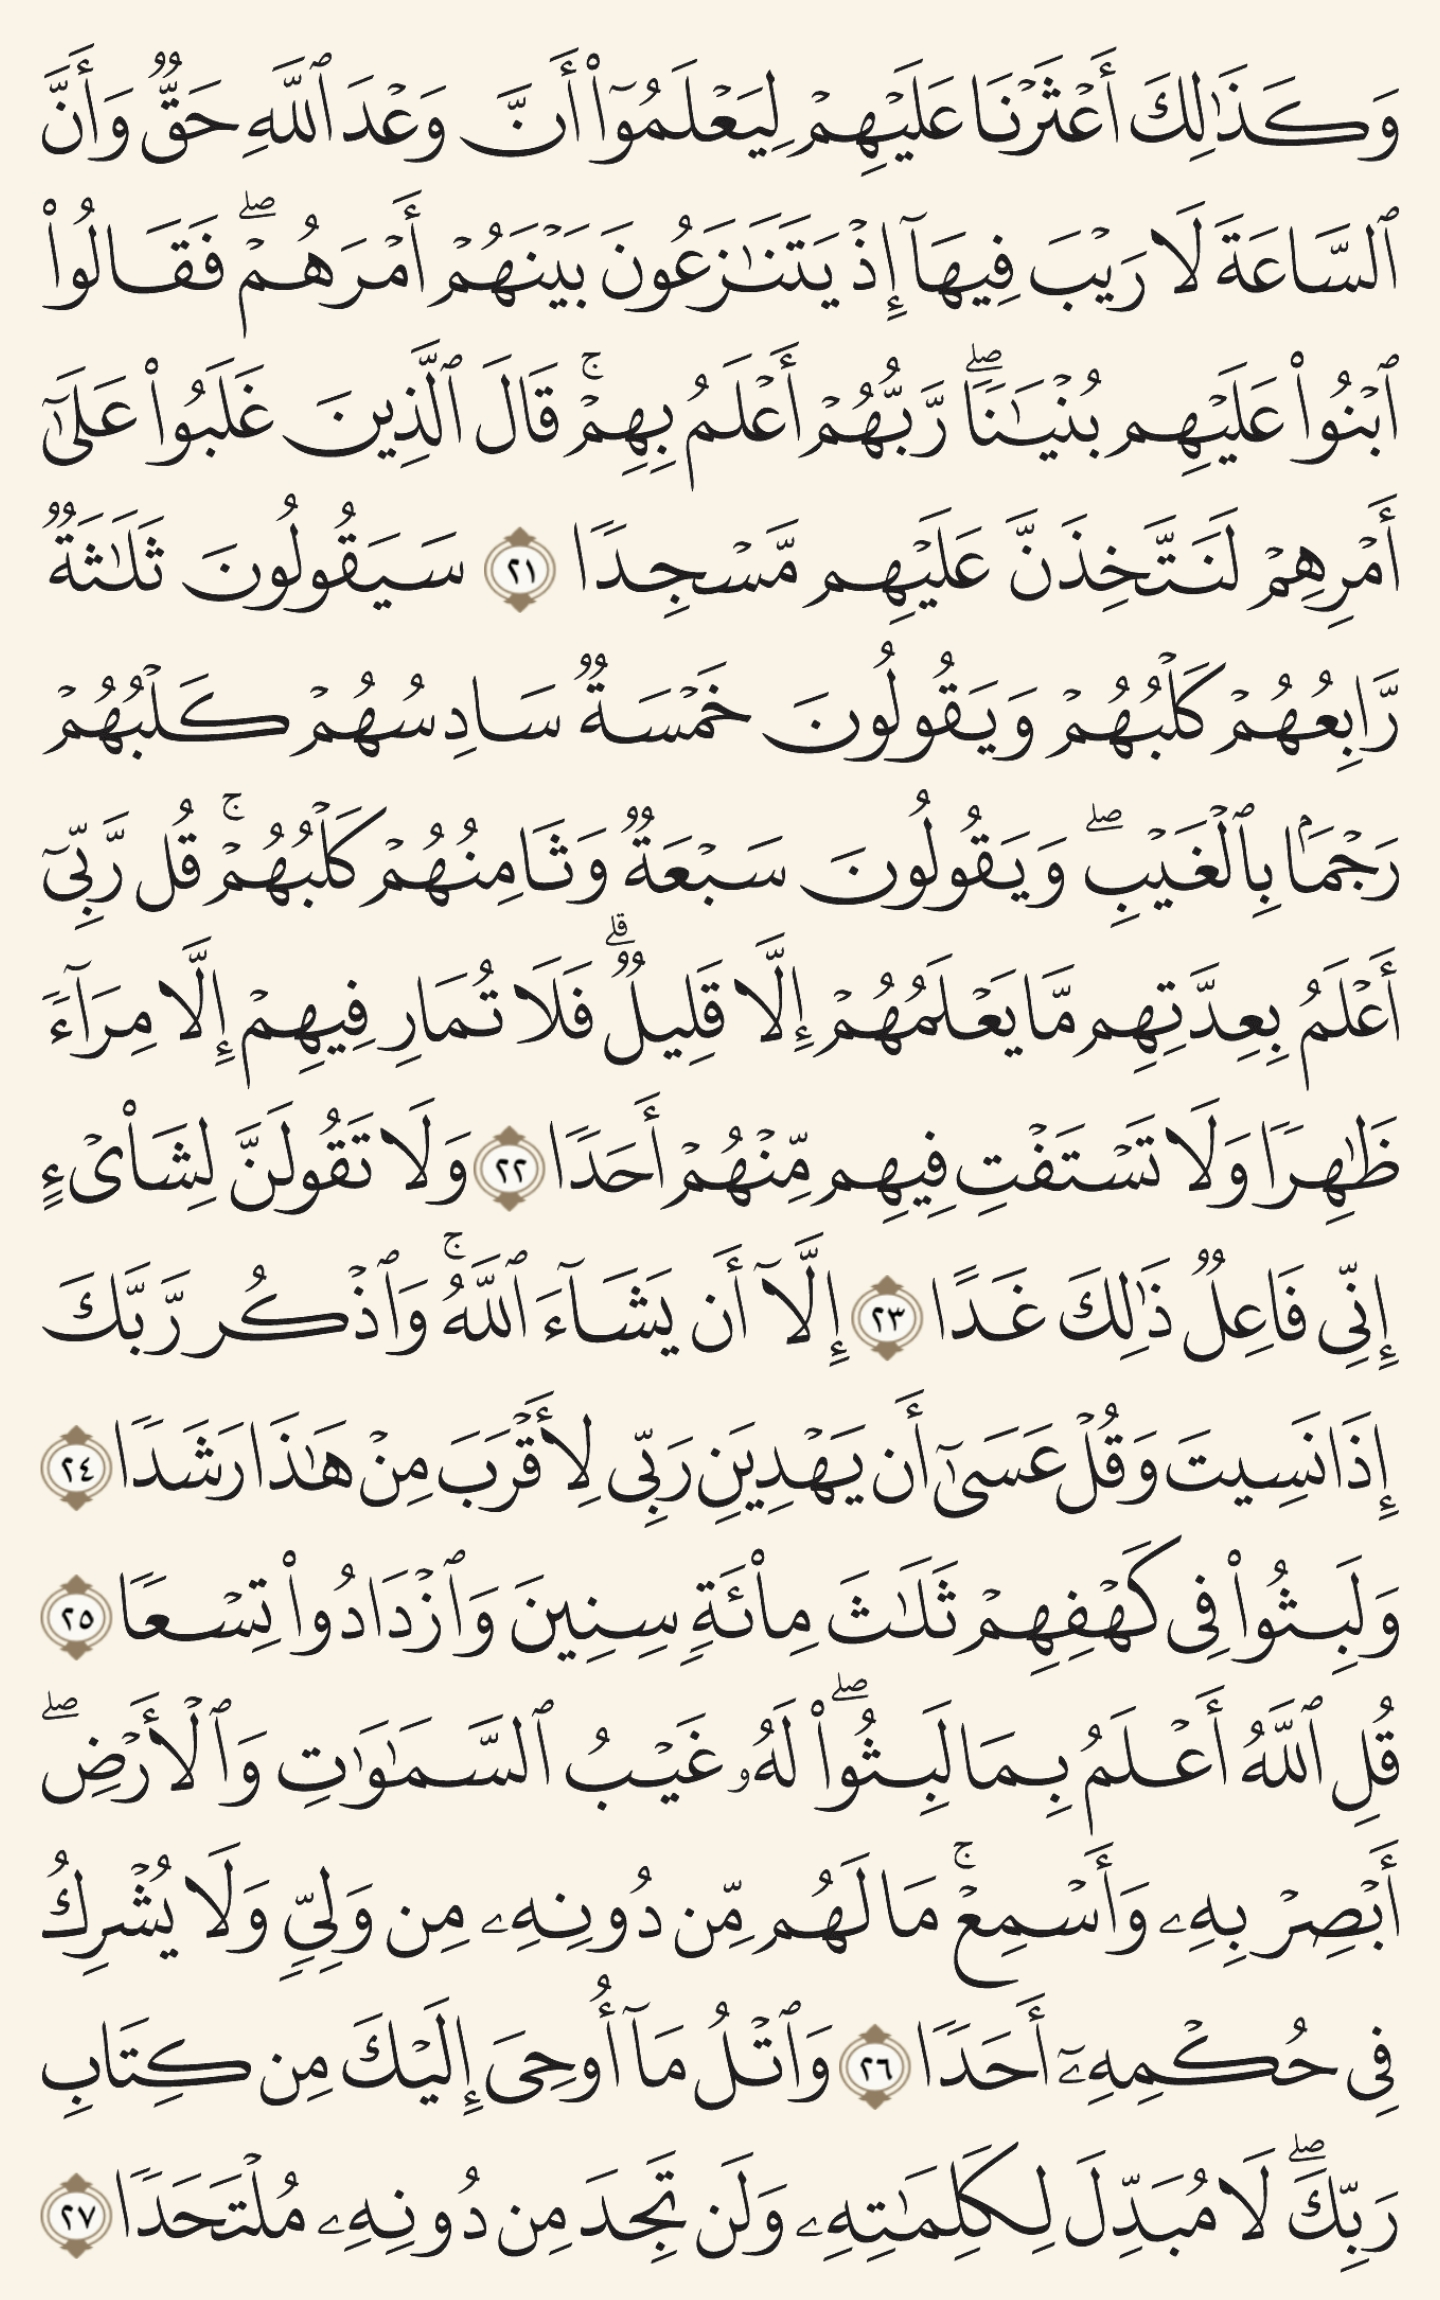 وَكَذَٰلِكَ أَعْثَرْنَا عَلَيْهِمْ لِيَعْلَمُوٓا۟ أَنَّ وَعْدَ ٱللَّهِ حَقٌّ وَأَنَّ
ٱلسَّاعَةَ لَا رَيْبَ فِيهَآ إِذْ يَتَنَـٰزَعُونَ بَيْنَهُمْ أَمْرَهُمْ ۖ فَقَالُوا۟
ٱبْنُوا۟ عَلَيْهِم بُنْيَـٰنًا ۖ رَّبُّهُمْ أَعْلَمُ بِهِمْ ۚ قَالَ ٱلَّذِينَ غَلَبُوا۟ عَلَىٰٓ
أَمْرِهِمْ لَنَتَّخِذَنَّ عَلَيْهِم مَّسْجِدًا ٢١ سَيَقُولُونَ ثَلَـٰثَةٌ
رَّابِعُهُمْ كَلْبُهُمْ وَيَقُولُونَ خَمْسَةٌ سَادِسُهُمْ كَلْبُهُمْ
رَجْمًۢا بِٱلْغَيْبِ ۖ وَيَقُولُونَ سَبْعَةٌ وَثَامِنُهُمْ كَلْبُهُمْ ۚ قُل رَّبِّىٓ
أَعْلَمُ بِعِدَّتِهِم مَّا يَعْلَمُهُمْ إِلَّا قَلِيلٌ ۗ فَلَا تُمَارِ فِيهِمْ إِلَّا مِرَآءً
ظَـٰهِرًا وَلَا تَسْتَفْتِ فِيهِم مِّنْهُمْ أَحَدًا ٢٢ وَلَا تَقُولَنَّ لِشَا۟ىْءٍ
إِنِّى فَاعِلٌ ذَٰلِكَ غَدًا ٢٣ إِلَّآ أَن يَشَآءَ ٱللَّهُ ۚ وَٱذْكُر رَّبَّكَ
إِذَا نَسِيتَ وَقُلْ عَسَىٰٓ أَن يَهْدِيَنِ رَبِّى لِأَقْرَبَ مِنْ هَـٰذَا رَشَدًا ٢٤
وَلَبِثُوا۟ فِى كَهْفِهِمْ ثَلَـٰثَ مِا۟ئَةٍ سِنِينَ وَٱزْدَادُوا۟ تِسْعًا ٢٥
قُلِ ٱللَّهُ أَعْلَمُ بِمَا لَبِثُوا۟ ۖ لَهُۥ غَيْبُ ٱلسَّمَـٰوَٰتِ وَٱلْأَرْضِ ۖ
أَبْصِرْ بِهِۦ وَأَسْمِعْ ۚ مَا لَهُم مِّن دُونِهِۦ مِن وَلِىٍّ وَلَا يُشْرِكُ
فِى حُكْمِهِۦٓ أَحَدًا ٢٦ وَٱتْلُ مَآ أُوحِىَ إِلَيْكَ مِن كِتَابِ
رَبِّكَ ۖ لَا مُبَدِّلَ لِكَلِمَـٰتِهِۦ وَلَن تَجِدَ مِن دُونِهِۦ مُلْتَحَدًا ٢٧